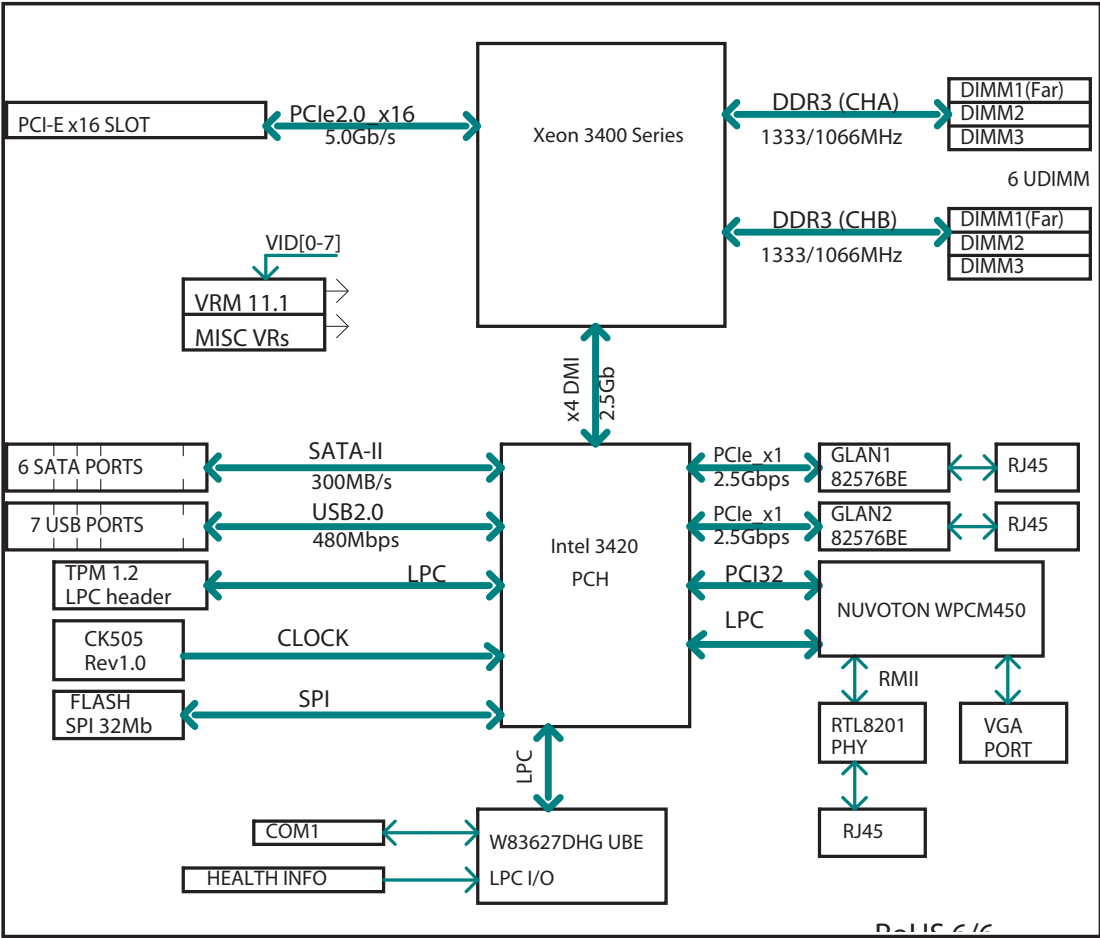 PCI-E x16 SLOT
PCIe2.0_x16
5.0Gb/s
Xeon 3400 Series
DDR3 (CHA)
1333/1066MHz
DIMM1(Far)
DIMM2
DIMM3
6 UDIMM
DDR3 (CHB)
1333/1066MHz
DIMM1(Far)
DIMM2
DIMM3
VID[0-7]
VRM 11.1
MISC VRs
x4 DMI
2.5Gb
6 SATA PORTS
SATA-II
300MB/s
7 USB PORTS
USB2.0
480Mbps
TPM 1.2
LPC header
LPC
CK505
Rev1.0
CLOCK
FLASH
SPI 32Mb
SPI
Intel 3420
PCH
PCIe_x1
2.5Gbps
GLAN1
82576BE
RJ45
PCIe_x1
2.5Gbps
GLAN2
82576BE
RJ45
PCI32
LPC
NUVOTON WPCM450
RMII
RTL8201
PHY
VGA
PORT
RJ45
LPC
COM1
HEALTH INFO
W83627DHG UBE
LPC I/O
RoHS 6/6